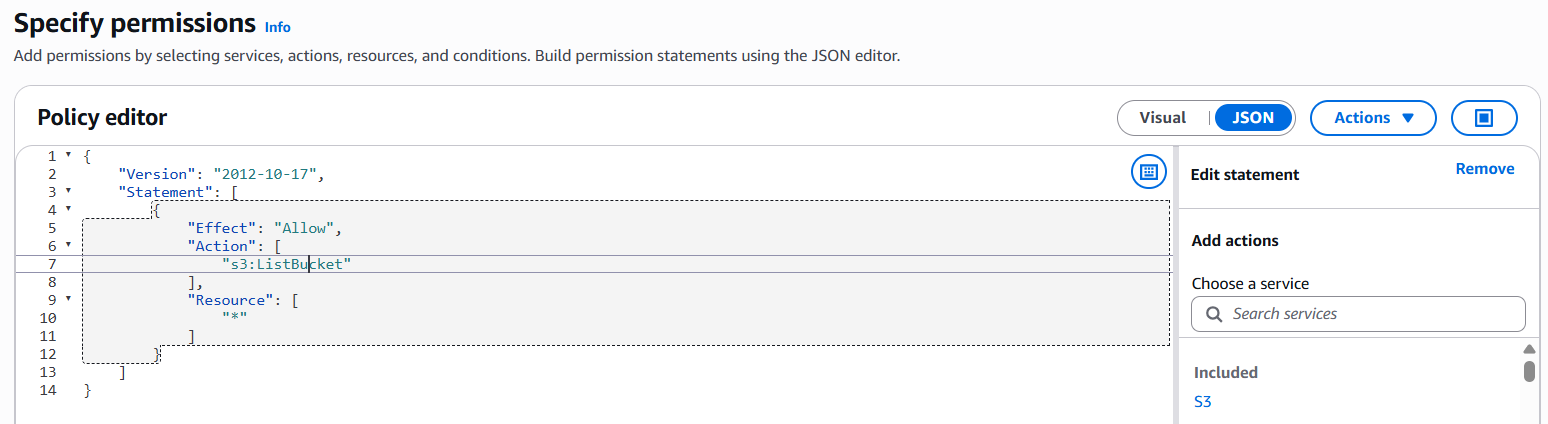 Specify permissions Info
Add permissions by selecting services, actions, resources, and conditions. Build permission statements using the JSON editor.
Policy editor
Visual | JSON
Actions
1 {
2 "Version": "2012-10-17",
3 "Statement": [
4 {
5 "Effect": "Allow",
6 "Action": [
7 "s3:ListBucket"
8 ],
9 "Resource": [
10 "*"
11 ]
12 }
13 ]
14 }
Edit statement
Remove
Add actions
Choose a service
Search services
Included
S3